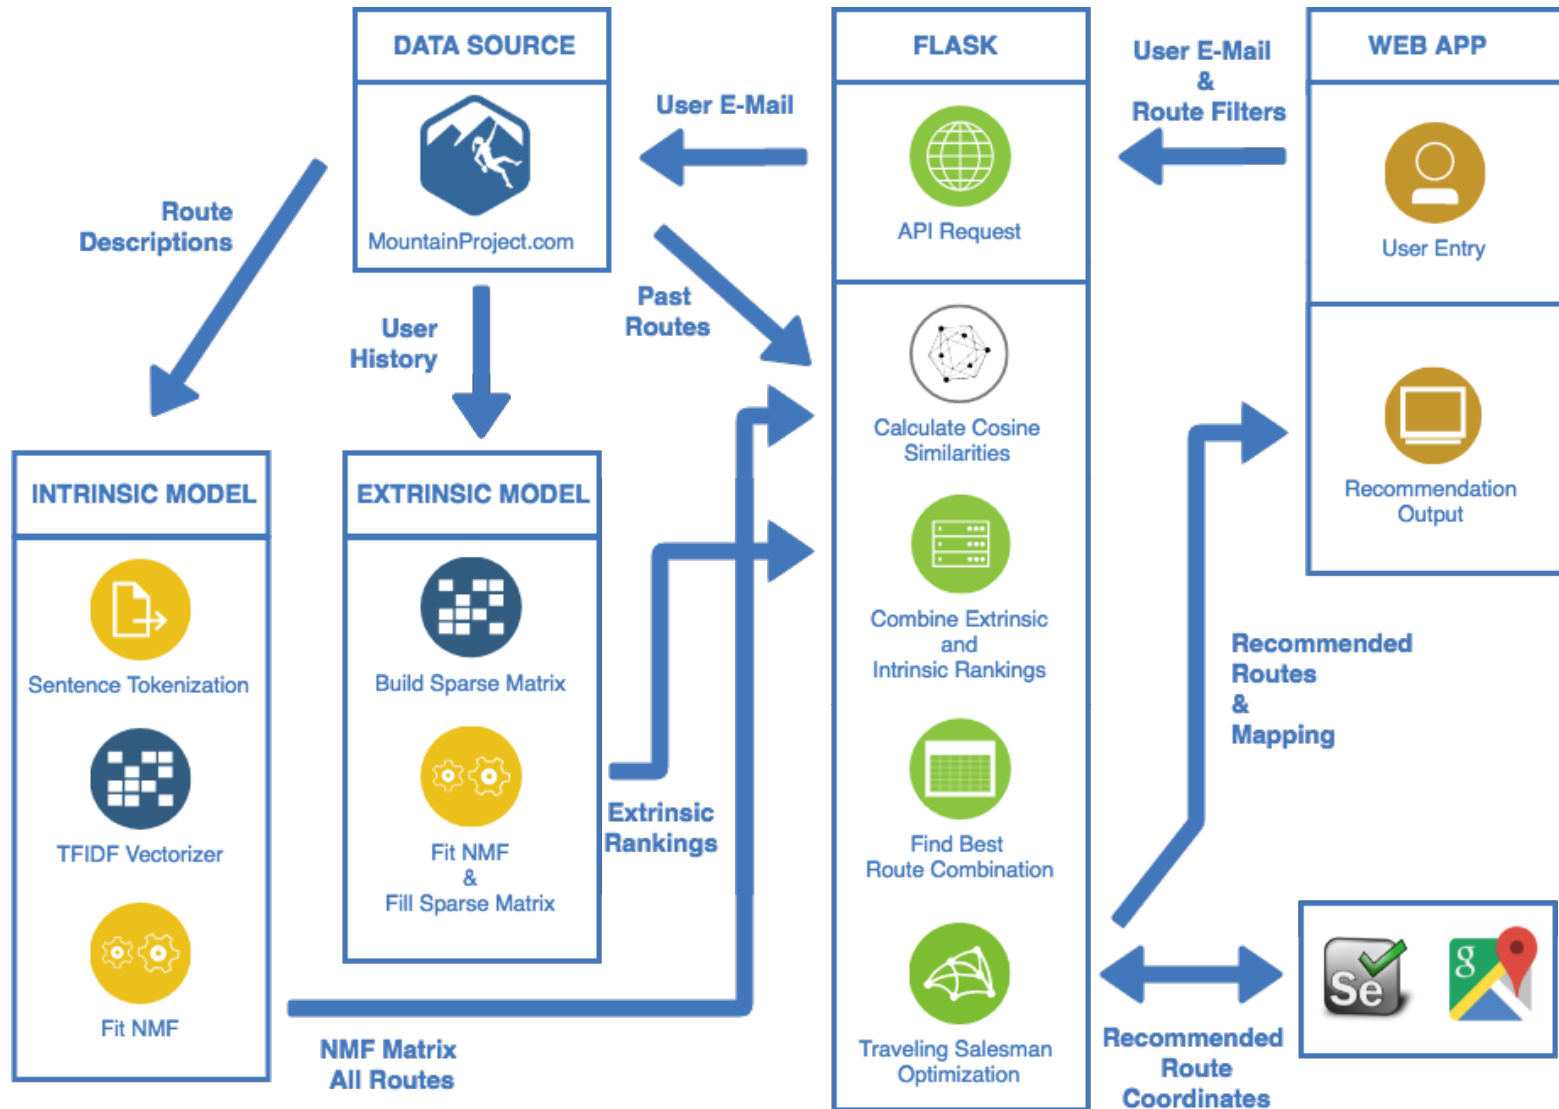 DATA SOURCE
MountainProject.com
User E-Mail
FLASK
API Request
User E-Mail
&
Route Filters
WEB APP
User Entry
Route
Descriptions
User
History
Past
Routes
Calculate Cosine
Similarities
Recommendation
Output
INTRINSIC MODEL
Sentence Tokenization
TFIDF Vectorizer
Fit NMF
EXTRINSIC MODEL
Build Sparse Matrix
Fit NMF
&
Fill Sparse Matrix
Extrinsic
Rankings
NMF Matrix
All Routes
Combine Extrinsic
and
Intrinsic Rankings
Find Best
Route Combination
Traveling Salesman
Optimization
Recommended
Routes
&
Mapping
Recommended
Route
Coordinates
Se
g